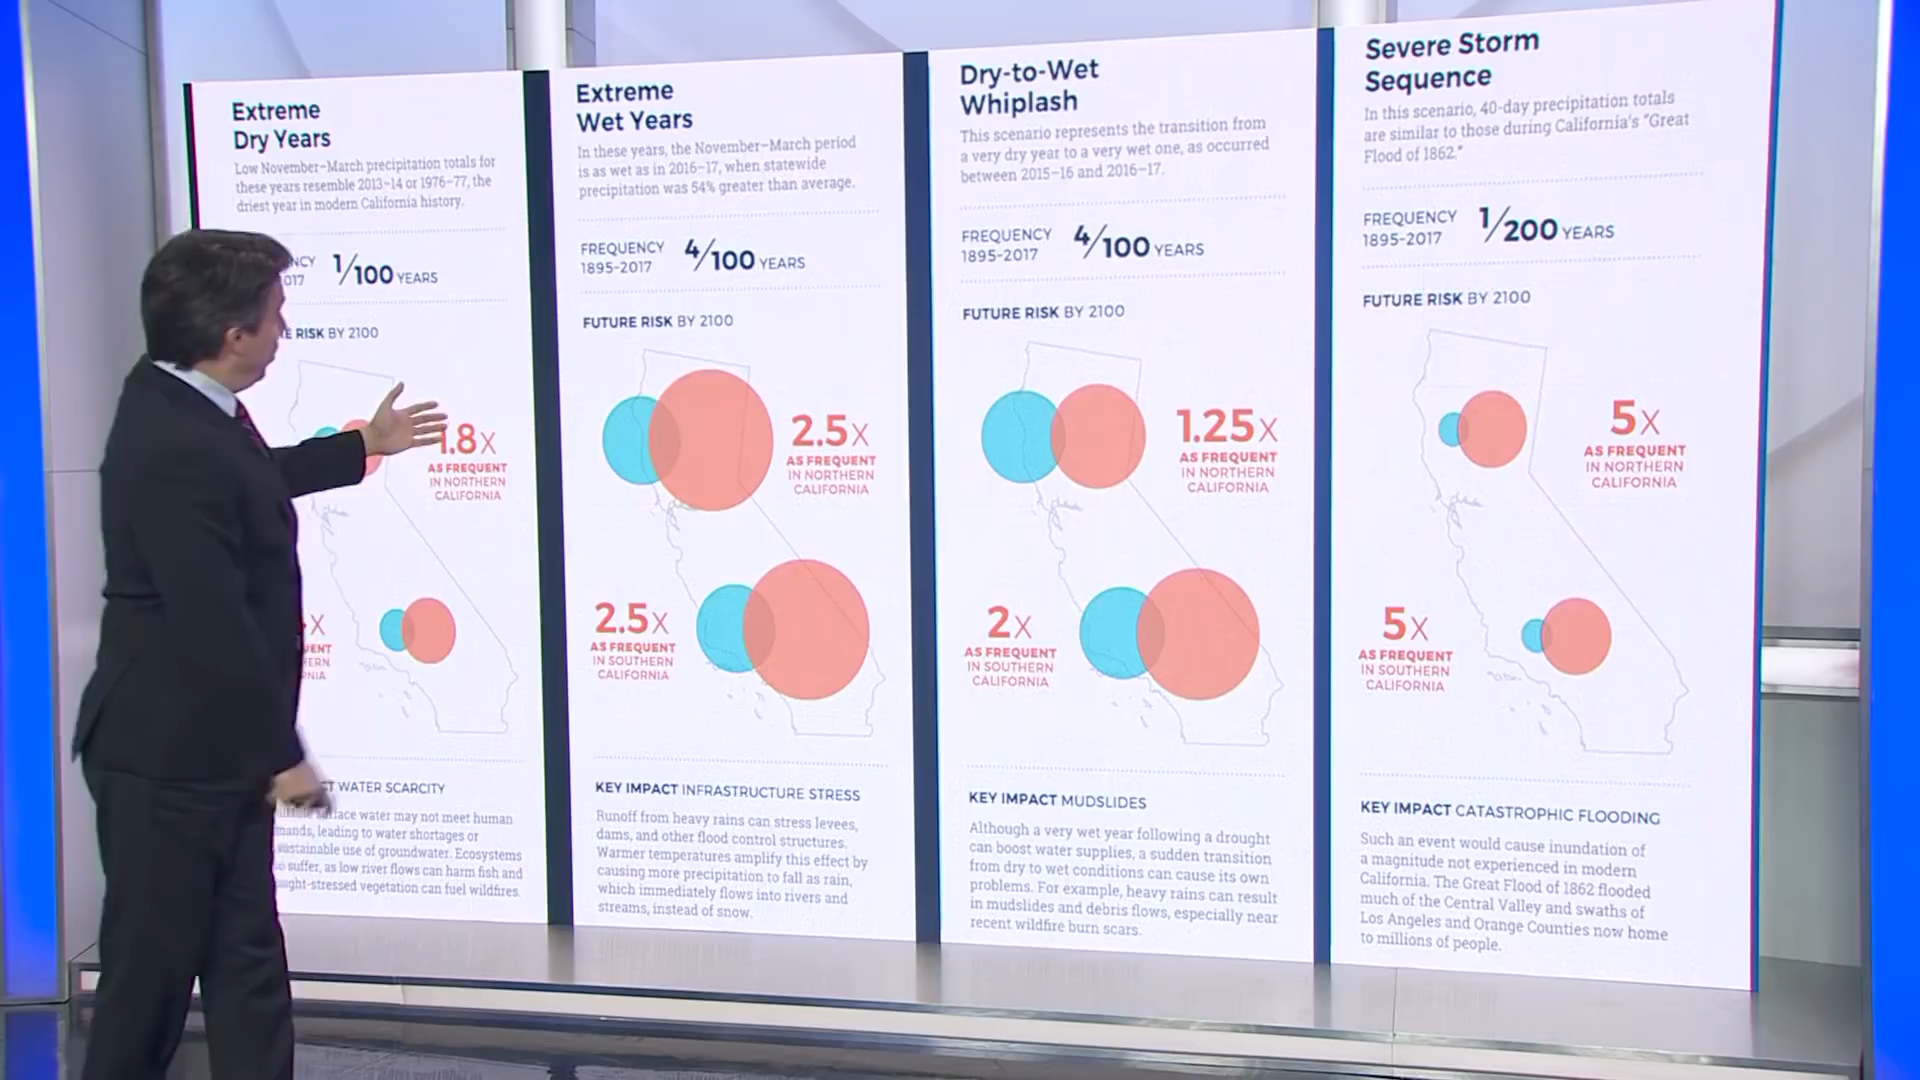 Extreme
Dry Years
Low November–March precipitation totals for
these years resemble 2013–14 or 1976–77, the
driest year in modern California history.
1/100 YEARS
2017
RISK BY 2100
1.8X
AS FREQUENT
IN NORTHERN
CALIFORNIA
X
WATER SCARCITY
water may not meet human
leading to water shortages or
use of groundwater. Ecosystems
suffer, as low river flows can harm fish and
vegetation can fuel wildfires.
Extreme
Wet Years
In these years, the November–March period
is as wet as in 2016–17, when statewide
precipitation was 54% greater than average.
FREQUENCY
1895-2017
4/100 YEARS
FUTURE RISK BY 2100
2.5X
AS FREQUENT
IN NORTHERN
CALIFORNIA
2.5X
AS FREQUENT
IN SOUTHERN
CALIFORNIA
KEY IMPACT INFRASTRUCTURE STRESS
Runoff from heavy rains can stress levees,
dams, and other flood control structures.
Warmer temperatures amplify this effect by
causing more precipitation to fall as rain,
which immediately flows into rivers and
streams, instead of snow.
Dry-to-Wet
Whiplash
This scenario represents the transition from
a very dry year to a very wet one, as occurred
between 2015–16 and 2016–17.
FREQUENCY
1895-2017
4/100 YEARS
FUTURE RISK BY 2100
1.25X
AS FREQUENT
IN NORTHERN
CALIFORNIA
2X
AS FREQUENT
IN SOUTHERN
CALIFORNIA
KEY IMPACT MUDSLIDES
Although a very wet year following a drought
can boost water supplies, a sudden transition
from dry to wet conditions can cause its own
problems. For example, heavy rains can result
in mudslides and debris flows, especially near
recent wildfire burn scars.
Severe Storm
Sequence
In this scenario, 40-day precipitation totals
are similar to those during California's "Great
Flood of 1862."
FREQUENCY
1895-2017
1/200 YEARS
FUTURE RISK BY 2100
5X
AS FREQUENT
IN NORTHERN
CALIFORNIA
5X
AS FREQUENT
IN SOUTHERN
CALIFORNIA
KEY IMPACT CATASTROPHIC FLOODING
Such an event would cause inundation of
a magnitude not experienced in modern
California. The Great Flood of 1862 flooded
much of the Central Valley and swaths of
Los Angeles and Orange Counties now home
to millions of people.